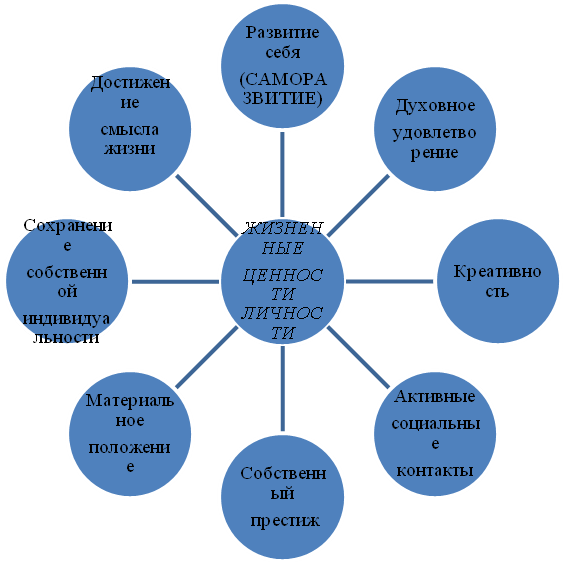 Развитие
себя
(САМОРА
ЗВИТИЕ)
Духовное
удовлетво
рение
Креативно
сть
Активные
социальны
е
контакты
Собственн
ый
престиж
Материаль
ное
положени
е
Сохранени
е
собственн
ой
индивидуа
льности
Достижен
ие
смысла
жизни
ЖИЗНЕН
НЫЕ
ЦЕННОС
ТИ
ЛИЧНОС
ТИ